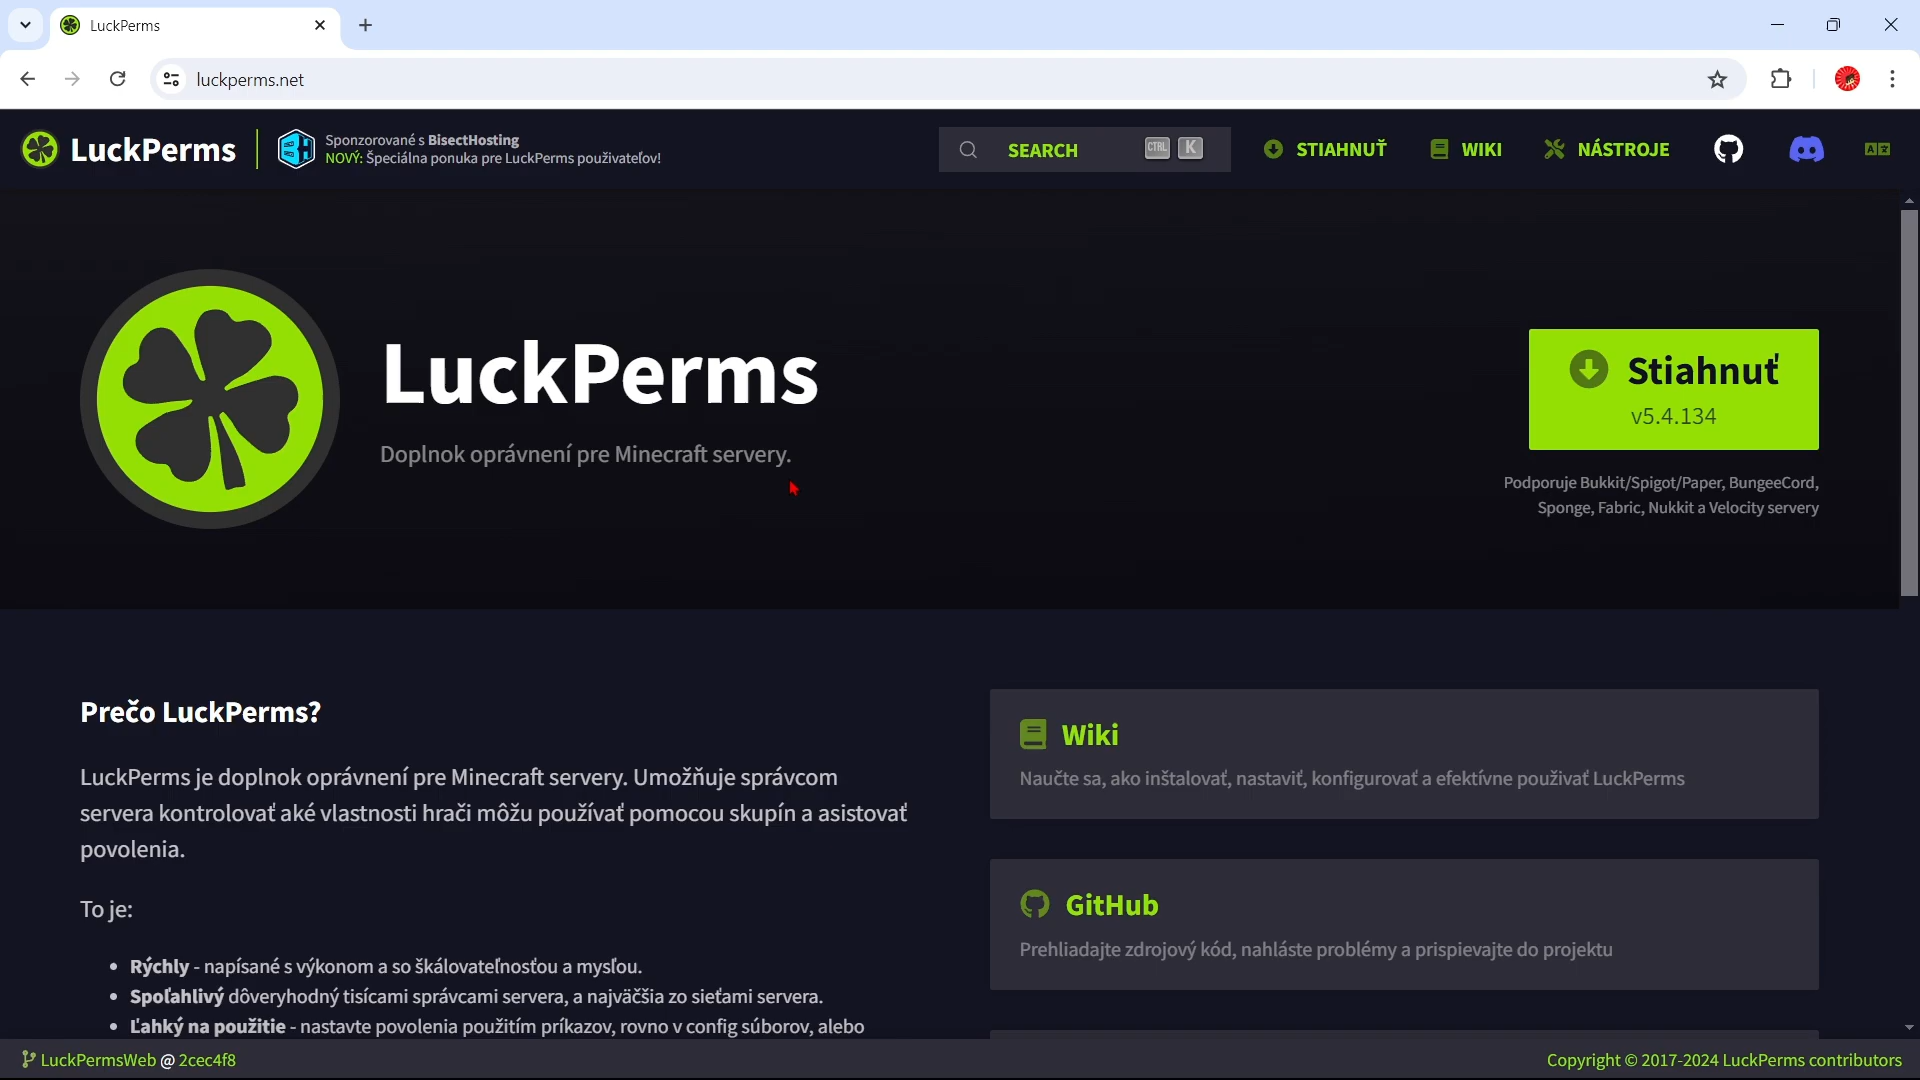 LuckPerms
luckperms.net
LuckPerms
Sponzorované s BisectHosting
NOVÝ: Špeciálna ponuka pre LuckPerms použivateľov!
SEARCH
CTRL K
STIAHNUŤ
WIKI
NÁSTROJE
LuckPerms
Doplnok oprávnení pre Minecraft servery.
Stiahnuť
v5.4.134
Podporuje Bukkit/Spigot/Paper, BungeeCord,
Sponge, Fabric, Nukkit a Velocity servery
Prečo LuckPerms?
LuckPerms je doplnok oprávnení pre Minecraft servery. Umožňuje správcom
servera kontrolovať aké vlastnosti hrači môžu používať pomocou skupín a asistovať
povolenia.
To je:
• Rýchly - napísané s výkonom a so škálovateľnosťou a mysľou.
• Spoľahlivý dôveryhodný tisícami správcami servera, a najväčšia zo sieťami servera.
• Ľahký na použitie - nastavte povolenia použitím príkazov, rovno v config súborov, alebo
Wiki
Naučte sa, ako inštalovať, nastaviť, konfigurovať a efektívne použivať LuckPerms
GitHub
Prehliadajte zdrojový kód, nahláste problémy a prispievajte do projektu
LuckPermsWeb @ 2cec4f8
Copyright © 2017-2024 LuckPerms contributors